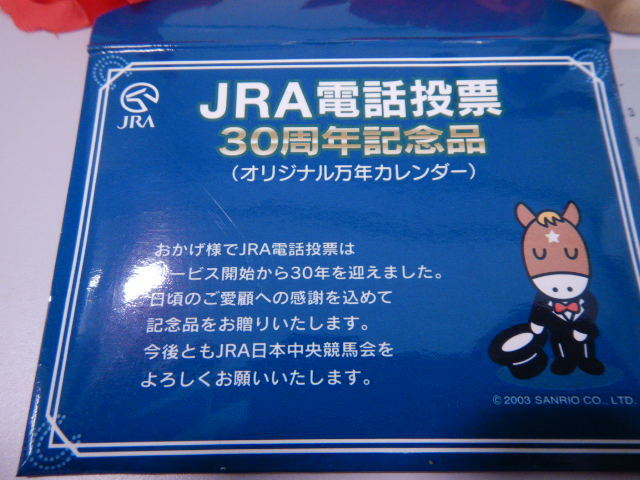 JRA
JRA電話投票
30周年記念品
(オリジナル万年カレンダー)
おかげ様でJRA電話投票は
サービス開始から30年を迎えました。
日頃のご愛顧への感謝を込めて
記念品をお贈りいたします。
今後ともJRA日本中央競馬会を
よろしくお願いいたします。
© 2003 SANRIO CO., LTD.